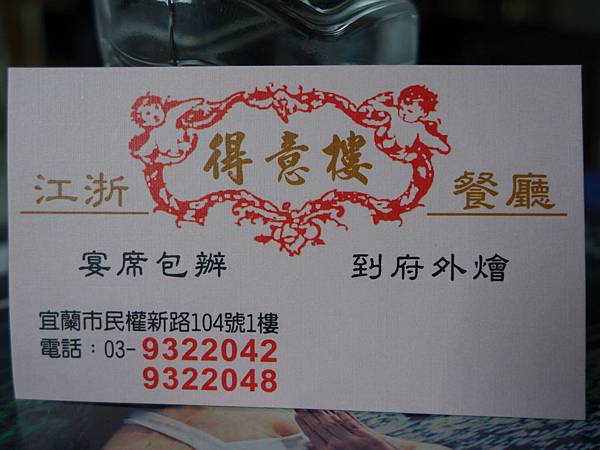 得意樓
江浙 餐廳
宴席包辦 到府外燴
宜蘭市民權新路104號1樓
電話：03-9322042
9322048